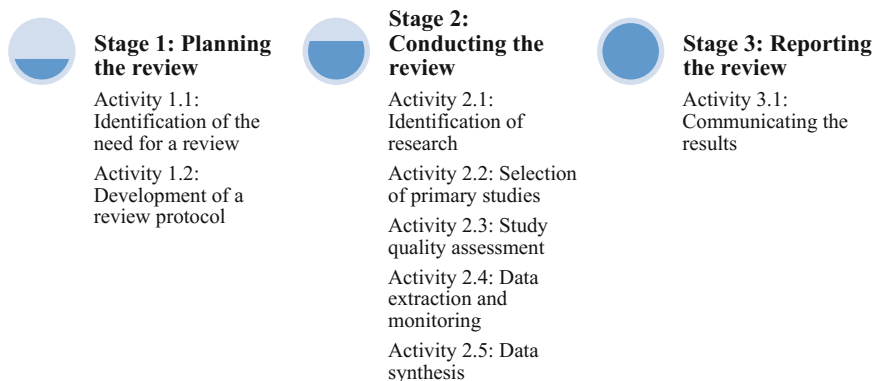 Stage 1: Planning
the review
Activity 1.1:
Identification of the
need for a review
Activity 1.2:
Development of a
review protocol
Stage 2:
Conducting the
review
Activity 2.1:
Identification of
research
Activity 2.2: Selection
of primary studies
Activity 2.3: Study
quality assessment
Activity 2.4: Data
extraction and
monitoring
Activity 2.5: Data
synthesis
Stage 3: Reporting
the review
Activity 3.1:
Communicating the
results